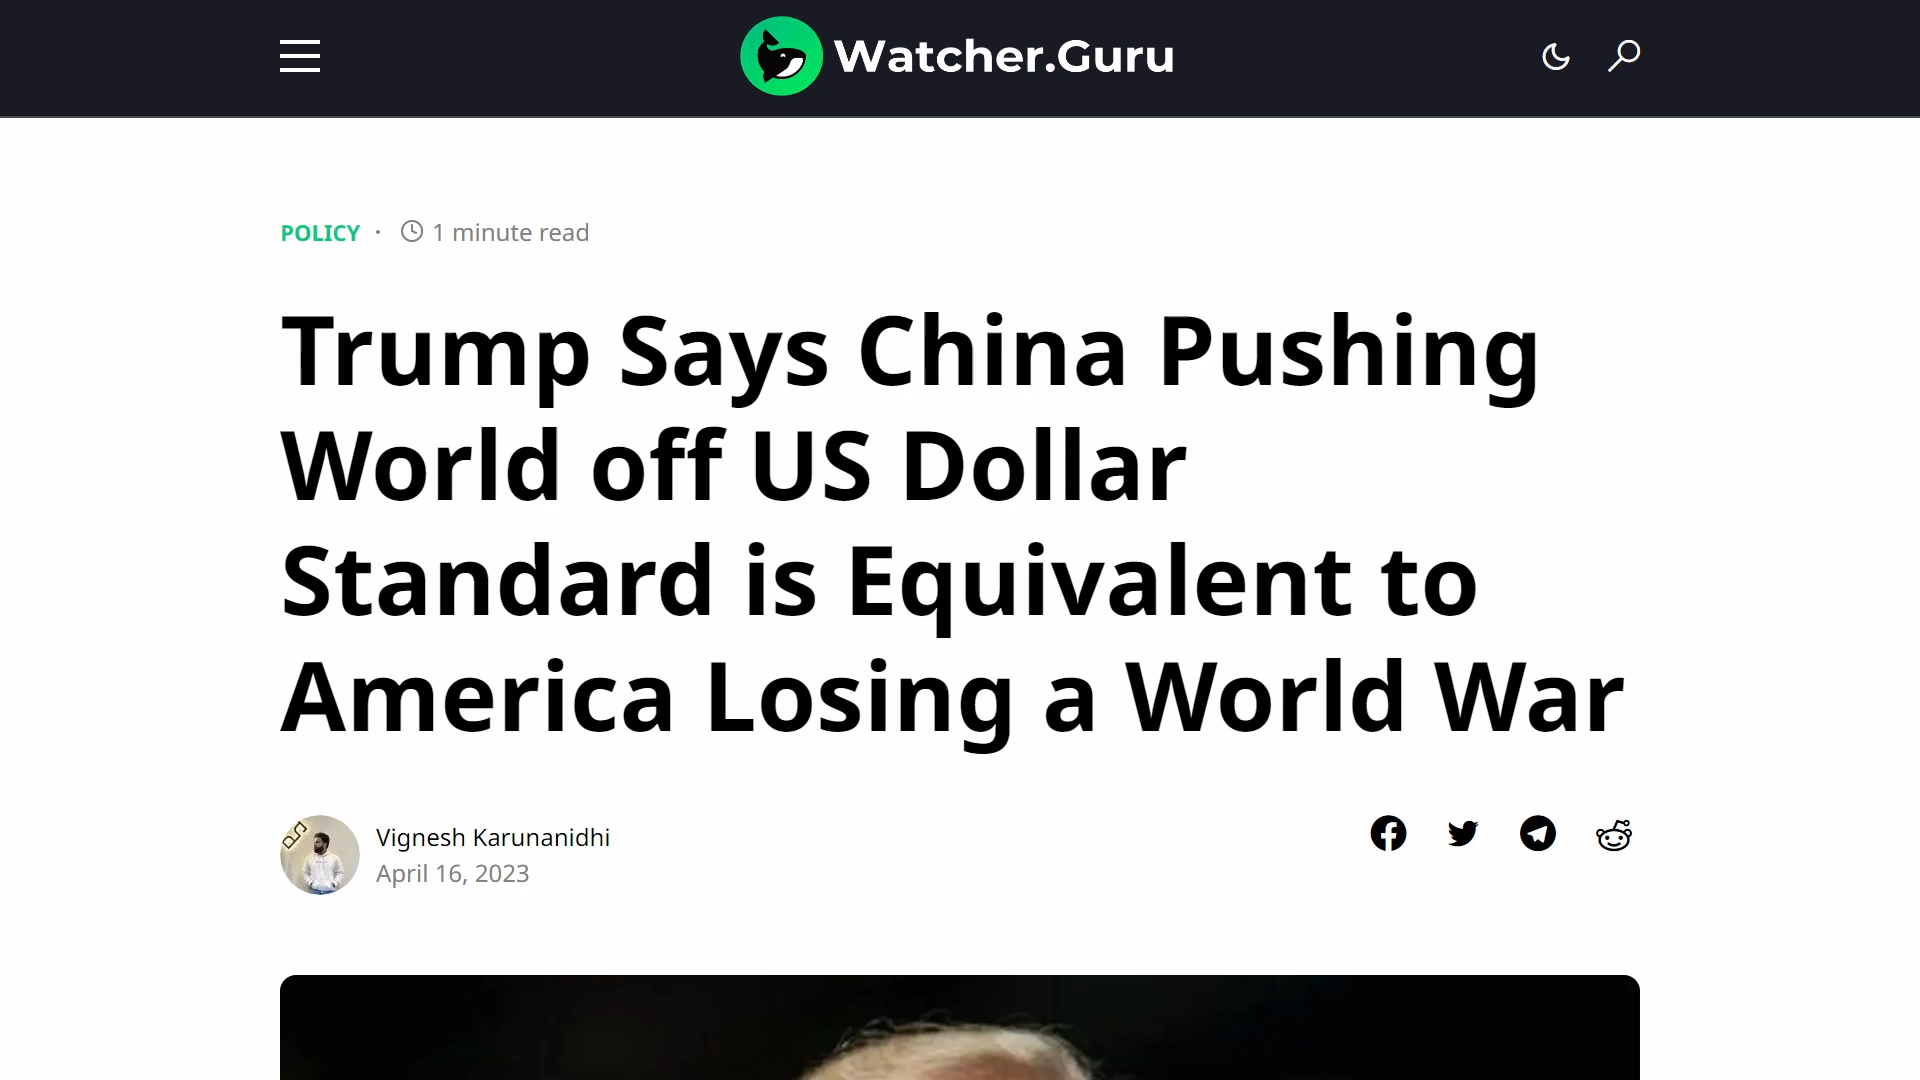 Watcher.Guru
POLICY · 1 minute read
Trump Says China Pushing
World off US Dollar
Standard is Equivalent to
America Losing a World War
Vignesh Karunanidhi
April 16, 2023